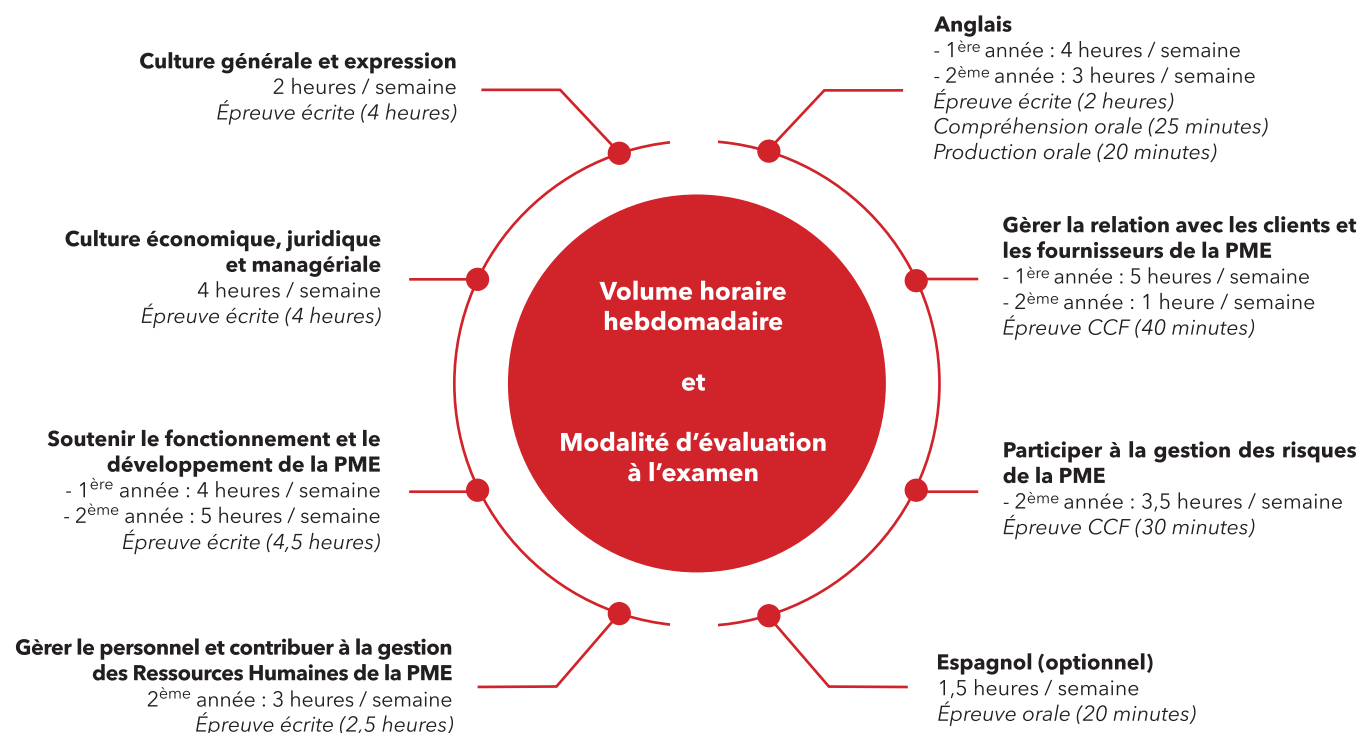 Culture générale et expression
2 heures / semaine
Épreuve écrite (4 heures)
Culture économique, juridique
et managériale
4 heures / semaine
Épreuve écrite (4 heures)
Soutenir le fonctionnement et le
développement de la PME
- 1ère année : 4 heures / semaine
- 2ème année : 5 heures / semaine
Épreuve écrite (4,5 heures)
Gèrer le personnel et contribuer à la gestion
des Ressources Humaines de la PME
2ème année : 3 heures / semaine
Épreuve écrite (2,5 heures)
Volume horaire
hebdomadaire
et
Modalité d'évaluation
à l'examen
Anglais
- 1ère année : 4 heures / semaine
- 2ème année : 3 heures / semaine
Épreuve écrite (2 heures)
Compréhension orale (25 minutes)
Production orale (20 minutes)
Gèrer la relation avec les clients et
les fournisseurs de la PME
- 1ère année : 5 heures / semaine
- 2ème année : 1 heure / semaine
Épreuve CCF (40 minutes)
Participer à la gestion des risques
de la PME
- 2ème année : 3,5 heures / semaine
Épreuve CCF (30 minutes)
Espagnol (optionnel)
1,5 heures / semaine
Épreuve orale (20 minutes)